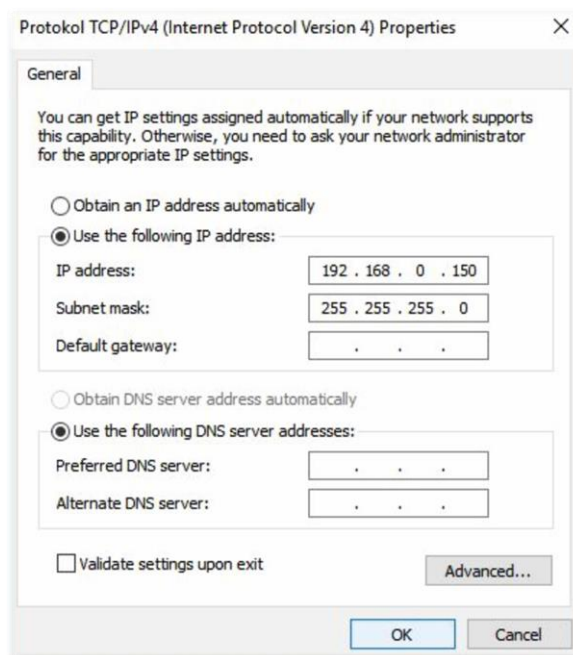 Protokol TCP/IPv4 (Internet Protocol Version 4) Properties
General
You can get IP settings assigned automatically if your network supports
this capability. Otherwise, you need to ask your network administrator
for the appropriate IP settings.
Obtain an IP address automatically
Use the following IP address:
IP address: 192 . 168 . 0 . 150
Subnet mask: 255 . 255 . 255 . 0
Default gateway: . . .
Obtain DNS server address automatically
Use the following DNS server addresses:
Preferred DNS server: . . .
Alternate DNS server: . . .
Validate settings upon exit
Advanced...
OK Cancel